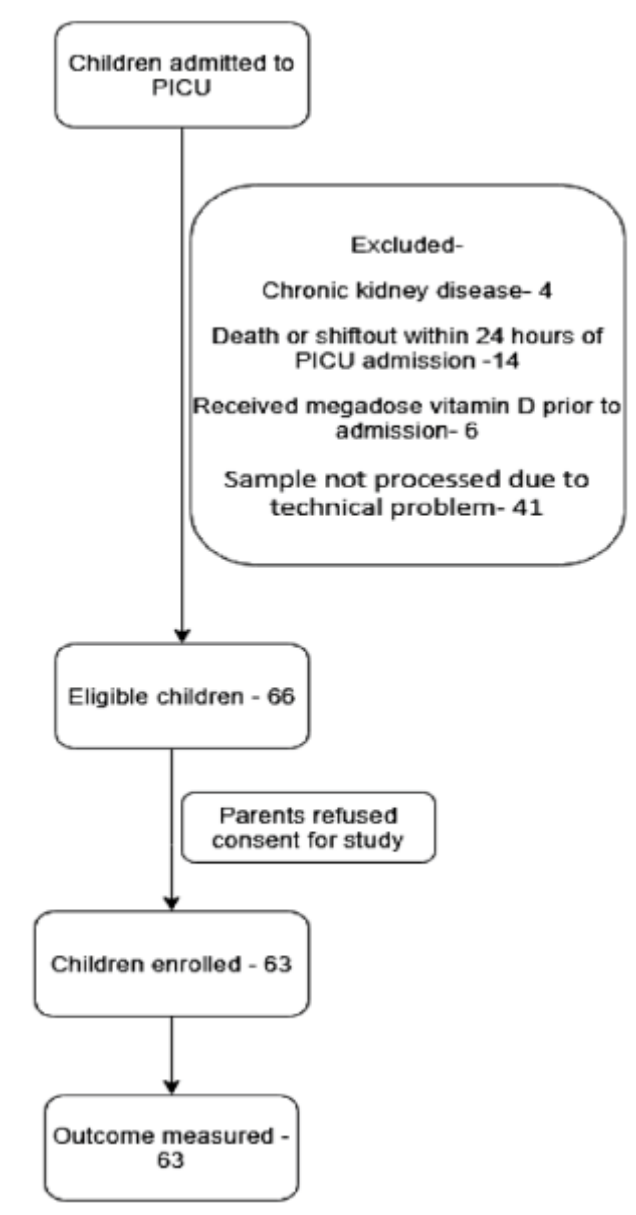 Children admitted to
PICU
Excluded-
Chronic kidney disease- 4
Death or shiftout within 24 hours of
PICU admission -14
Received megadose vitamin D prior to
admission- 6
Sample not processed due to
technical problem- 41
Eligible children - 66
Parents refused
consent for study
Children enrolled - 63
Outcome measured -
63